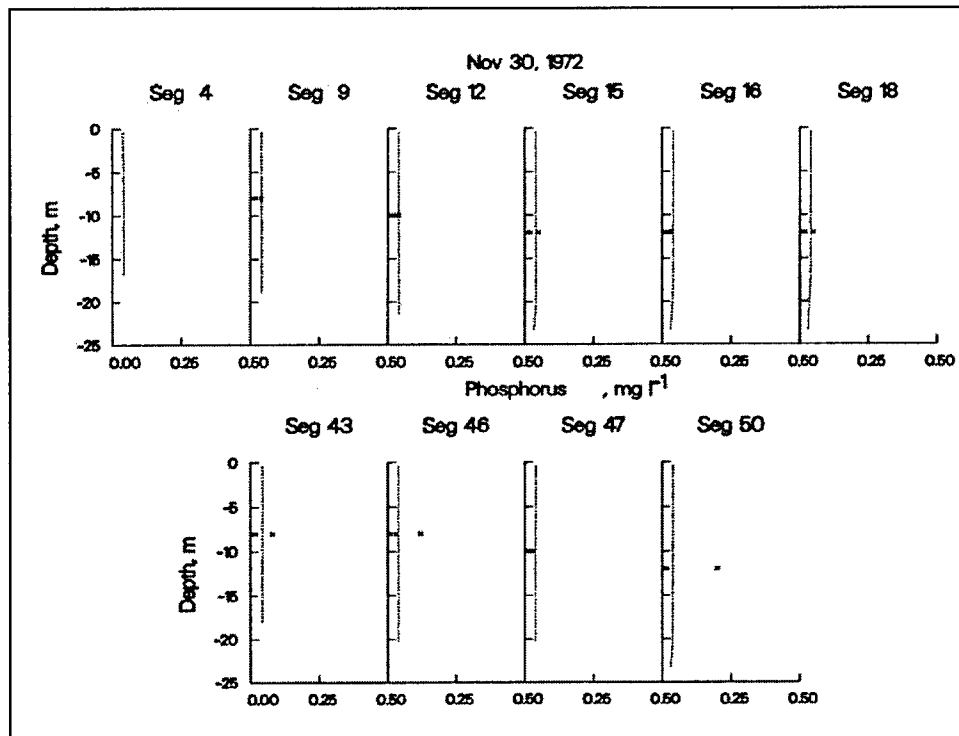 Nov 30, 1972
Seg 4 Seg 9 Seg 12 Seg 15 Seg 16 Seg 18
0
-5
-10
-15
-20
-25
Depth, m
0.00 0.25 0.50 0.25 0.50 0.25 0.50 0.25 0.50 0.25 0.50 0.25 0.50
Phosphorus , mg l⁻¹
Seg 43 Seg 46 Seg 47 Seg 50
0
-5
-10
-15
-20
-25
Depth, m
0.00 0.25 0.50 0.25 0.50 0.25 0.50 0.25 0.50